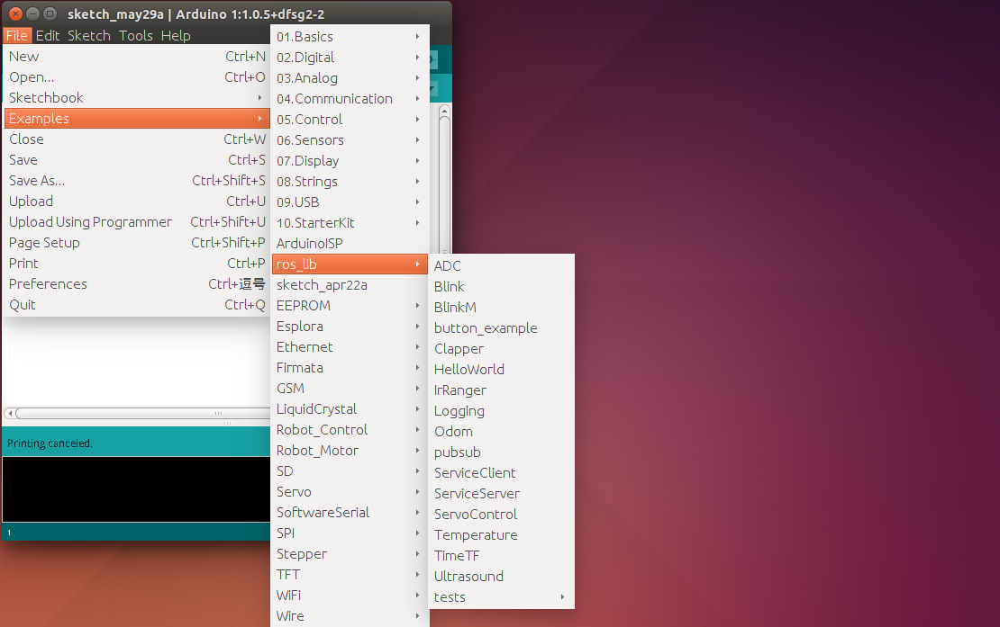 sketch_may29a | Arduino 1:1.0.5+dfsg2-2
File Edit Sketch Tools Help
New Ctrl+N
Open... Ctrl+O
Sketchbook
Examples
Close Ctrl+W
Save Ctrl+S
Save As... Ctrl+Shift+S
Upload Ctrl+U
Upload Using Programmer Ctrl+Shift+U
Page Setup Ctrl+Shift+P
Print Ctrl+P
Preferences Ctrl+逗号
Quit Ctrl+Q
01.Basics
02.Digital
03.Analog
04.Communication
05.Control
06.Sensors
07.Display
08.Strings
09.USB
10.StarterKit
ArduinoISP
ros_lib
sketch_apr22a
EEPROM
Esplora
Ethernet
Firmata
GSM
LiquidCrystal
Robot_Control
Robot_Motor
SD
Servo
SoftwareSerial
SPI
Stepper
TFT
WiFi
Wire
ADC
Blink
BlinkM
button_example
Clapper
HelloWorld
IrRanger
Logging
Odom
pubsub
ServiceClient
ServiceServer
ServoControl
Temperature
TimeTF
Ultrasound
tests
Printing canceled.
1